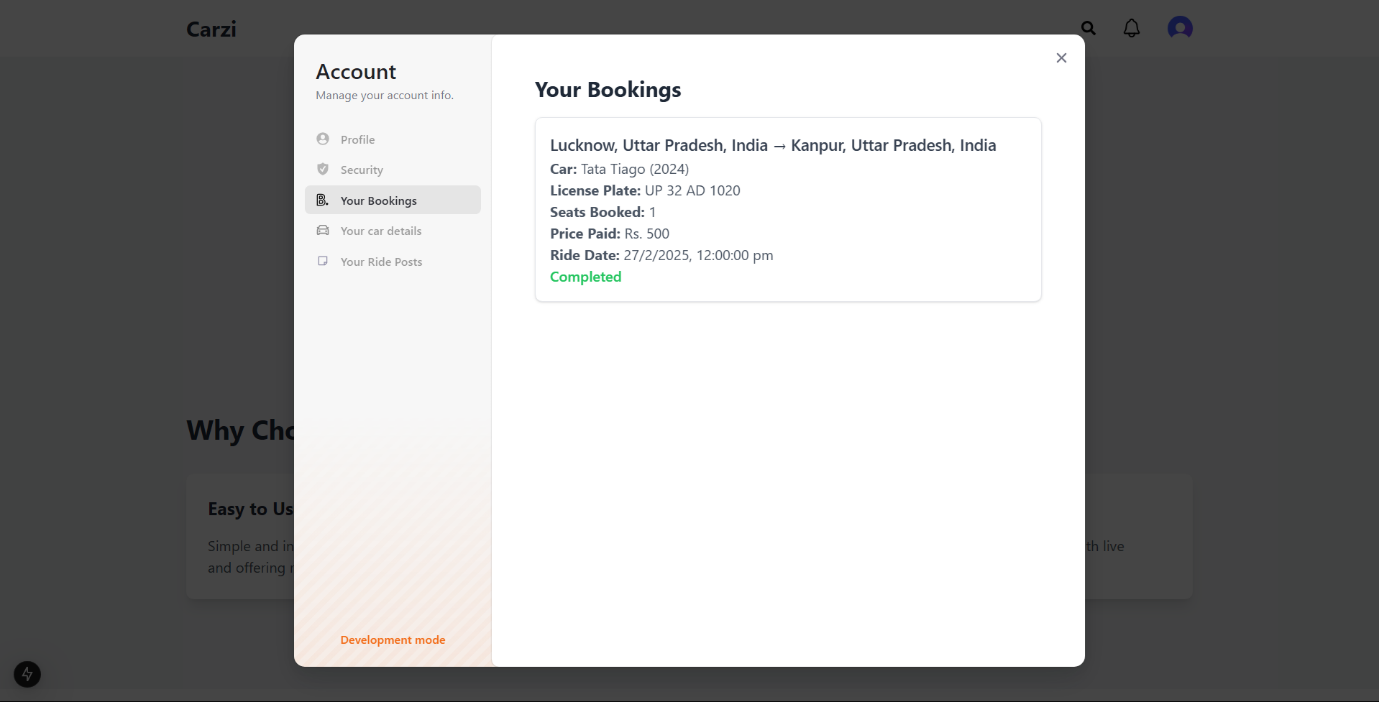 Carzi
Account
Manage your account info.
Profile
Security
Your Bookings
Your car details
Your Ride Posts
Development mode
Your Bookings
Lucknow, Uttar Pradesh, India → Kanpur, Uttar Pradesh, India
Car: Tata Tiago (2024)
License Plate: UP 32 AD 1020
Seats Booked: 1
Price Paid: Rs. 500
Ride Date: 27/2/2025, 12:00:00 pm
Completed
Why Cho
Easy to Us
Simple and in
and offering
th live